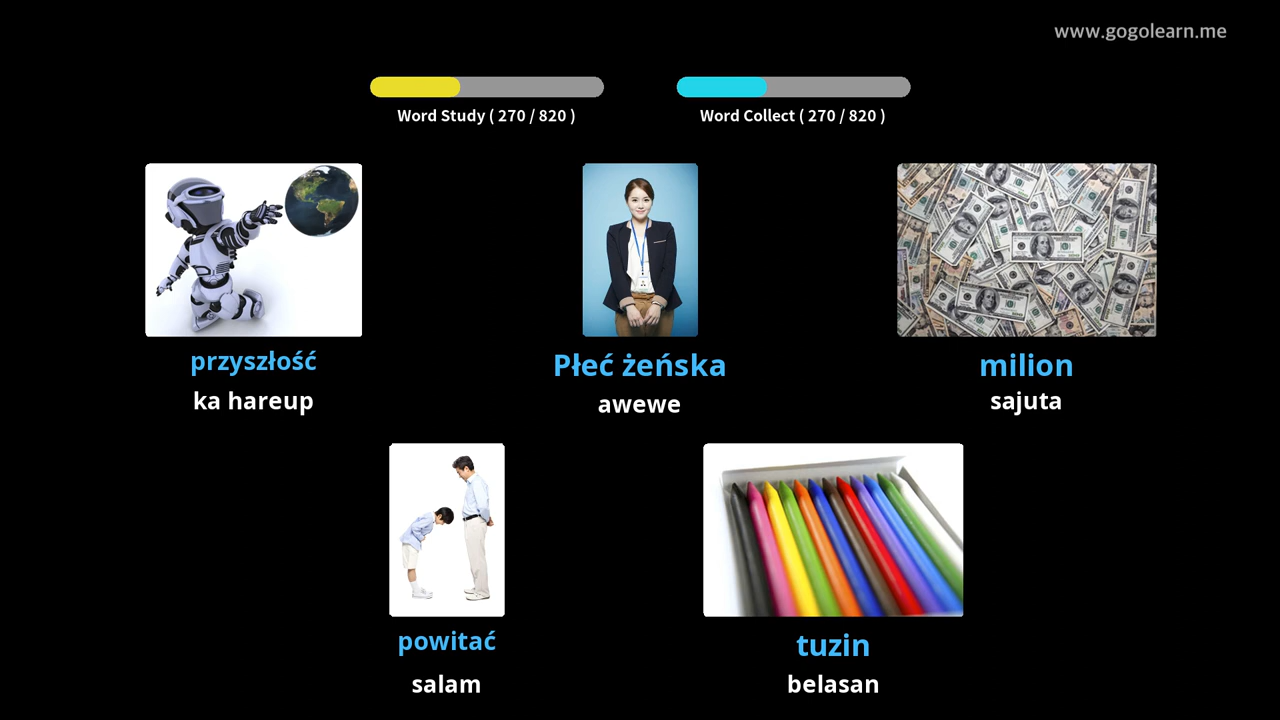 www.gogolearn.me
Word Study ( 270 / 820 )
Word Collect ( 270 / 820 )
przyszłość
ka hareup
Płeć żeńska
awewe
milion
sajuta
powitać
salam
tuzin
belasan